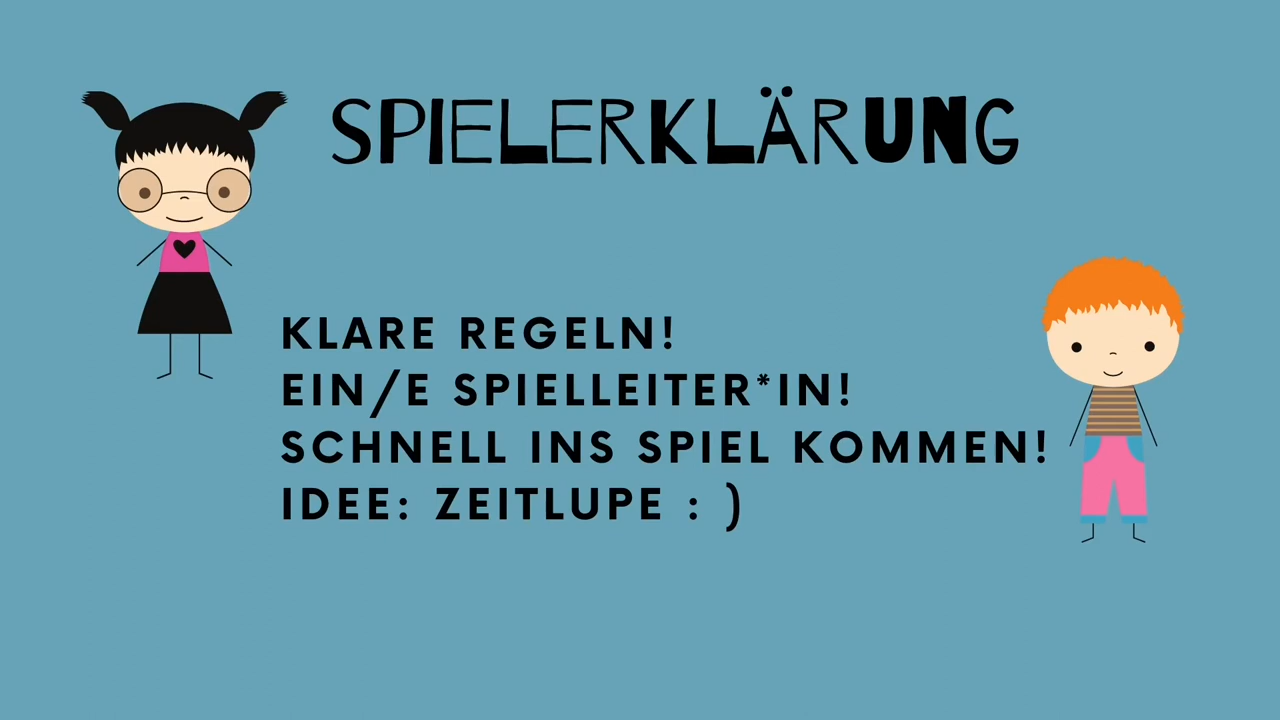 SPIELERKLÄRUNG
KLARE REGELN!
EIN/E SPIELLEITER*IN!
SCHNELL INS SPIEL KOMMEN!
IDEE: ZEITLUPE : )